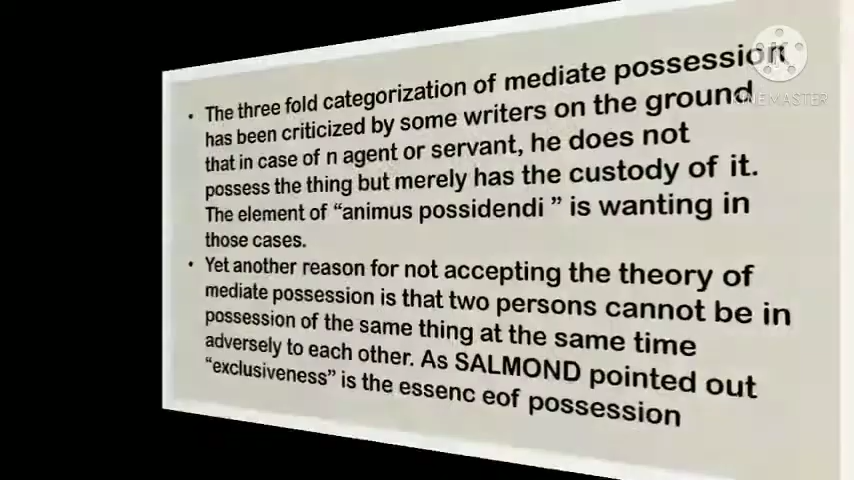 • The three fold categorization of mediate possession
has been criticized by some writers on the ground
that in case of n agent or servant, he does not
possess the thing but merely has the custody of it.
The element of “animus possidendi ” is wanting in
those cases.
• Yet another reason for not accepting the theory of
mediate possession is that two persons cannot be in
possession of the same thing at the same time
adversely to each other. As SALMOND pointed out
“exclusiveness” is the essenc eof possession
K
KINEMASTER